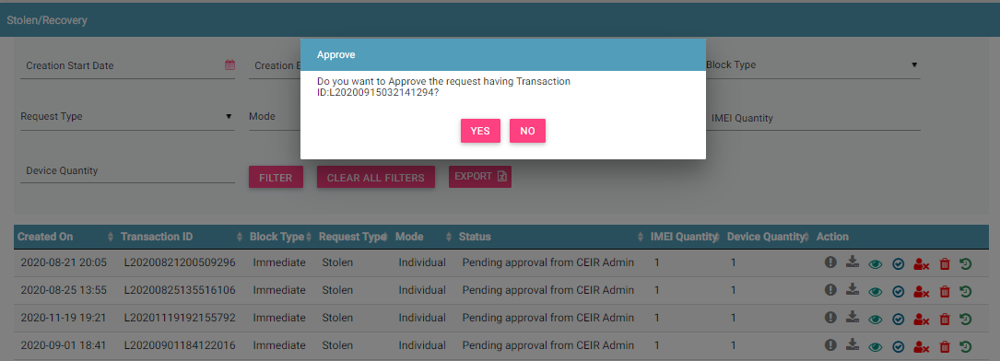 Stolen/Recovery
Approve
Do you want to Approve the request having Transaction
ID:L20200915032141294?
YES NO
Creation Start Date Creation E Block Type
Request Type Mode IMEI Quantity
Device Quantity FILTER CLEAR ALL FILTERS EXPORT
Created On Transaction ID Block Type Request Type Mode Status IMEI Quantity Device Quantity Action
2020-08-21 20:05 L20200821200509296 Immediate Stolen Individual Pending approval from CEIR Admin 1 1
2020-08-25 13:55 L20200825135516106 Immediate Stolen Individual Pending approval from CEIR Admin 1 1
2020-11-19 19:21 L20201119192155792 Immediate Stolen Individual Pending approval from CEIR Admin 1 1
2020-09-01 18:41 L20200901184122016 Immediate Stolen Individual Pending approval from CEIR Admin 1 1